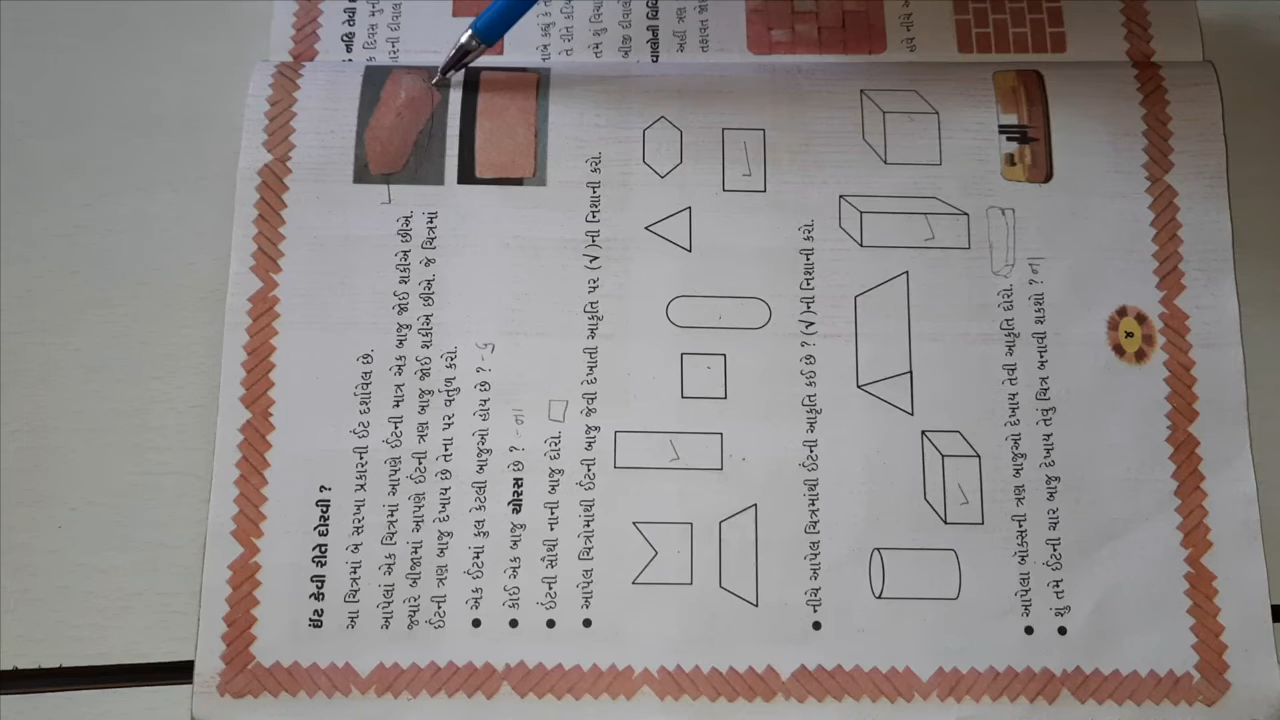 ઈંટ કેવી રીતે દોરવી ?
આ ચિત્રમાં બે સરખા પ્રકારની ઈંટ દર્શાવેલ છે.
આપેલાં એક ચિત્રમાં આપણે ઈંટની માત્ર એક બાજુ જોઈ શકીએ છીએ.
જ્યારે બીજામાં આપણે ઈંટની ત્રણ બાજુ જોઈ શકીએ છીએ. જે ચિત્રમાં
ઈંટની ત્રણ બાજુ દેખાય છે તેના પર વર્તુળ કરો.
● એક ઈંટમાં કુલ કેટલી બાજુઓ હોય છે ? - ૬
● કોઈ એક બાજુ ચોરસ છે ? - ના
● ઈંટની સૌથી નાની બાજુ દોરો.
● આપેલ ચિત્રોમાંથી ઈંટની બાજુ જેવી દેખાતી આકૃતિ પર (√)ની નિશાની કરો.
● નીચે આપેલ ચિત્રમાંથી ઈંટની આકૃતિ કઈ છે ? (√)ની નિશાની કરો.
● આપેલા બોક્સની ત્રણ બાજુઓ દેખાય તેવી આકૃતિ દોરો.
● શું તમે ઈંટની ચાર બાજુ દેખાય તેવું ચિત્ર બનાવી શકશો ? ના
૪